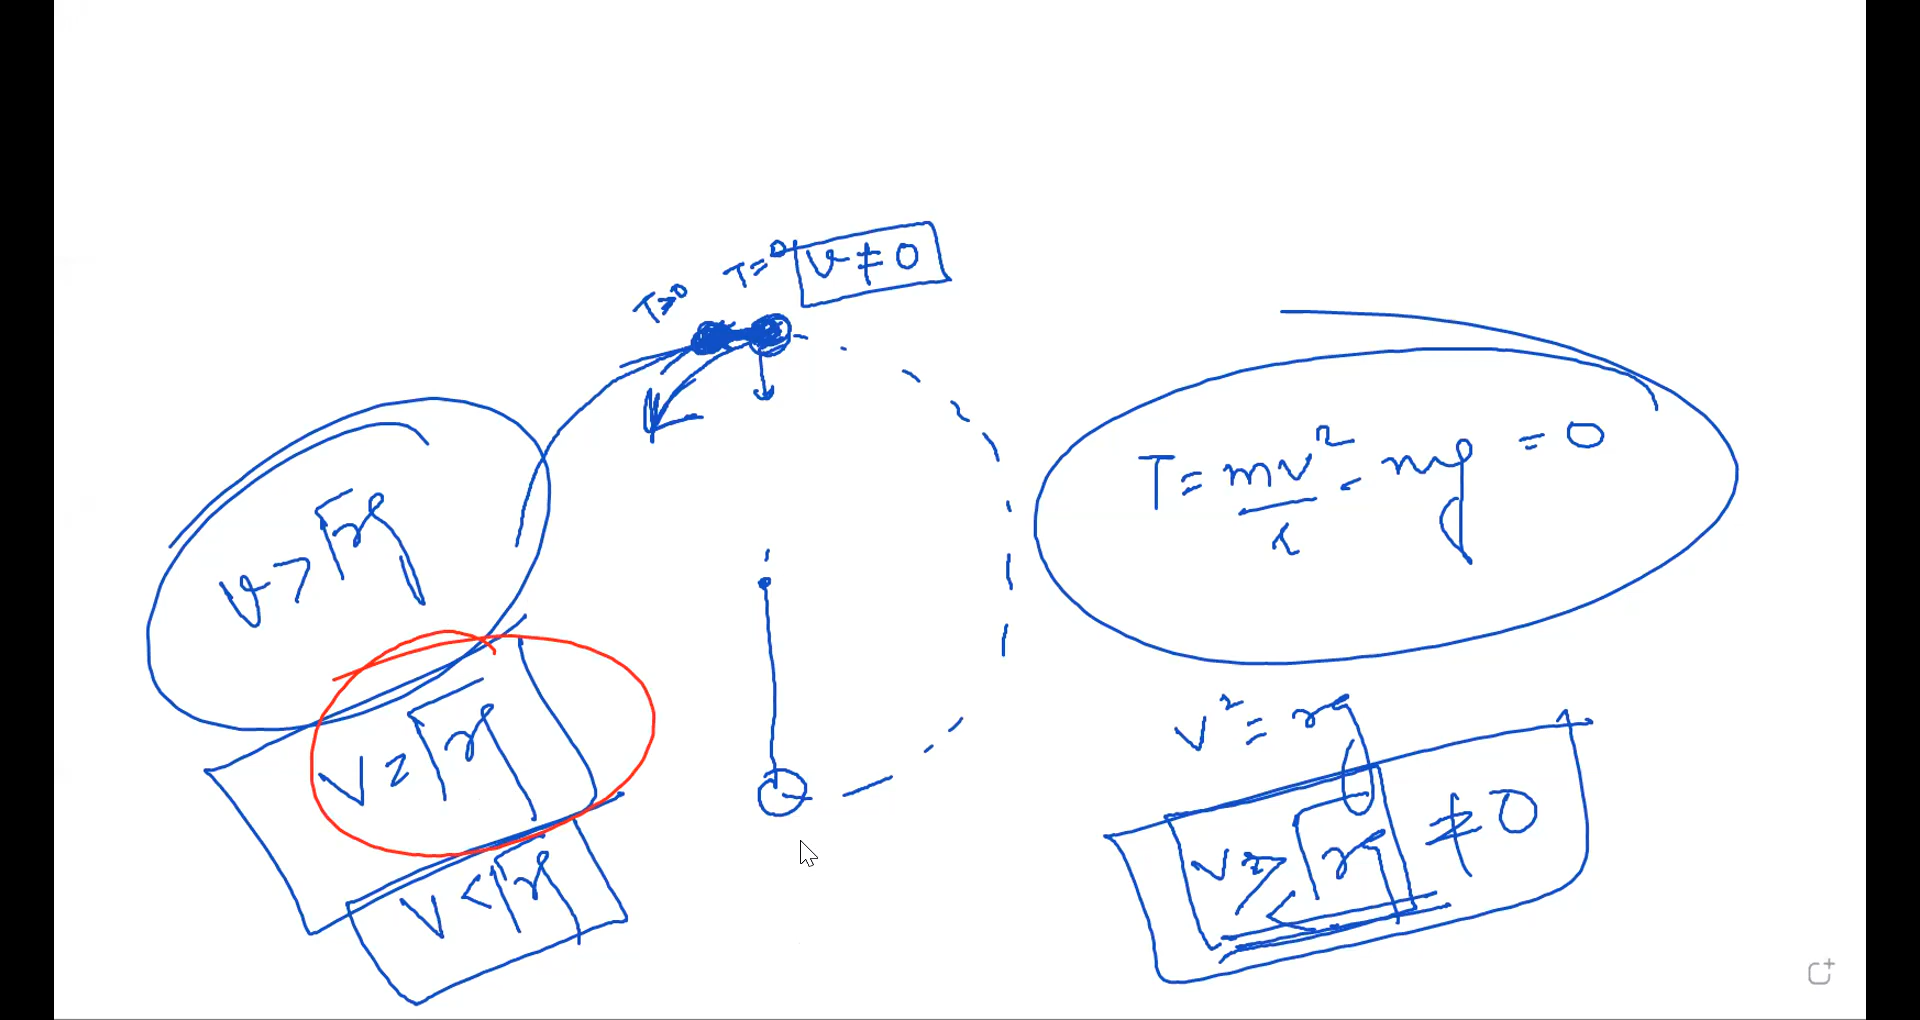 T=0 v ≠ 0
T≥0
T = mv²/r - mg = 0
v > √rg
v² = rg
v = √rg
v ≥ √rg ≠ 0
v < √rg